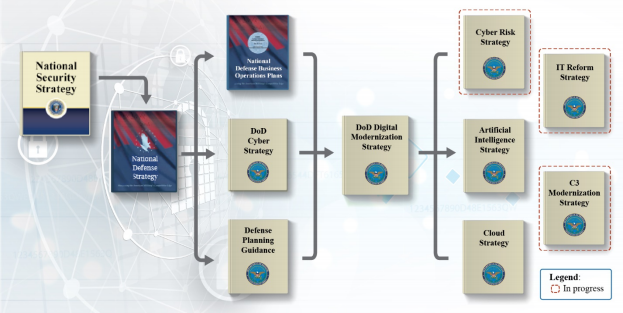 National
Security
Strategy
National
Defense
Strategy
National
Defense Business
Operations Plans
DoD
Cyber
Strategy
Defense
Planning
Guidance
DoD Digital
Modernization
Strategy
Cyber Risk
Strategy
IT Reform
Strategy
Artificial
Intelligence
Strategy
C3
Modernization
Strategy
Cloud
Strategy
Legend:
In progress